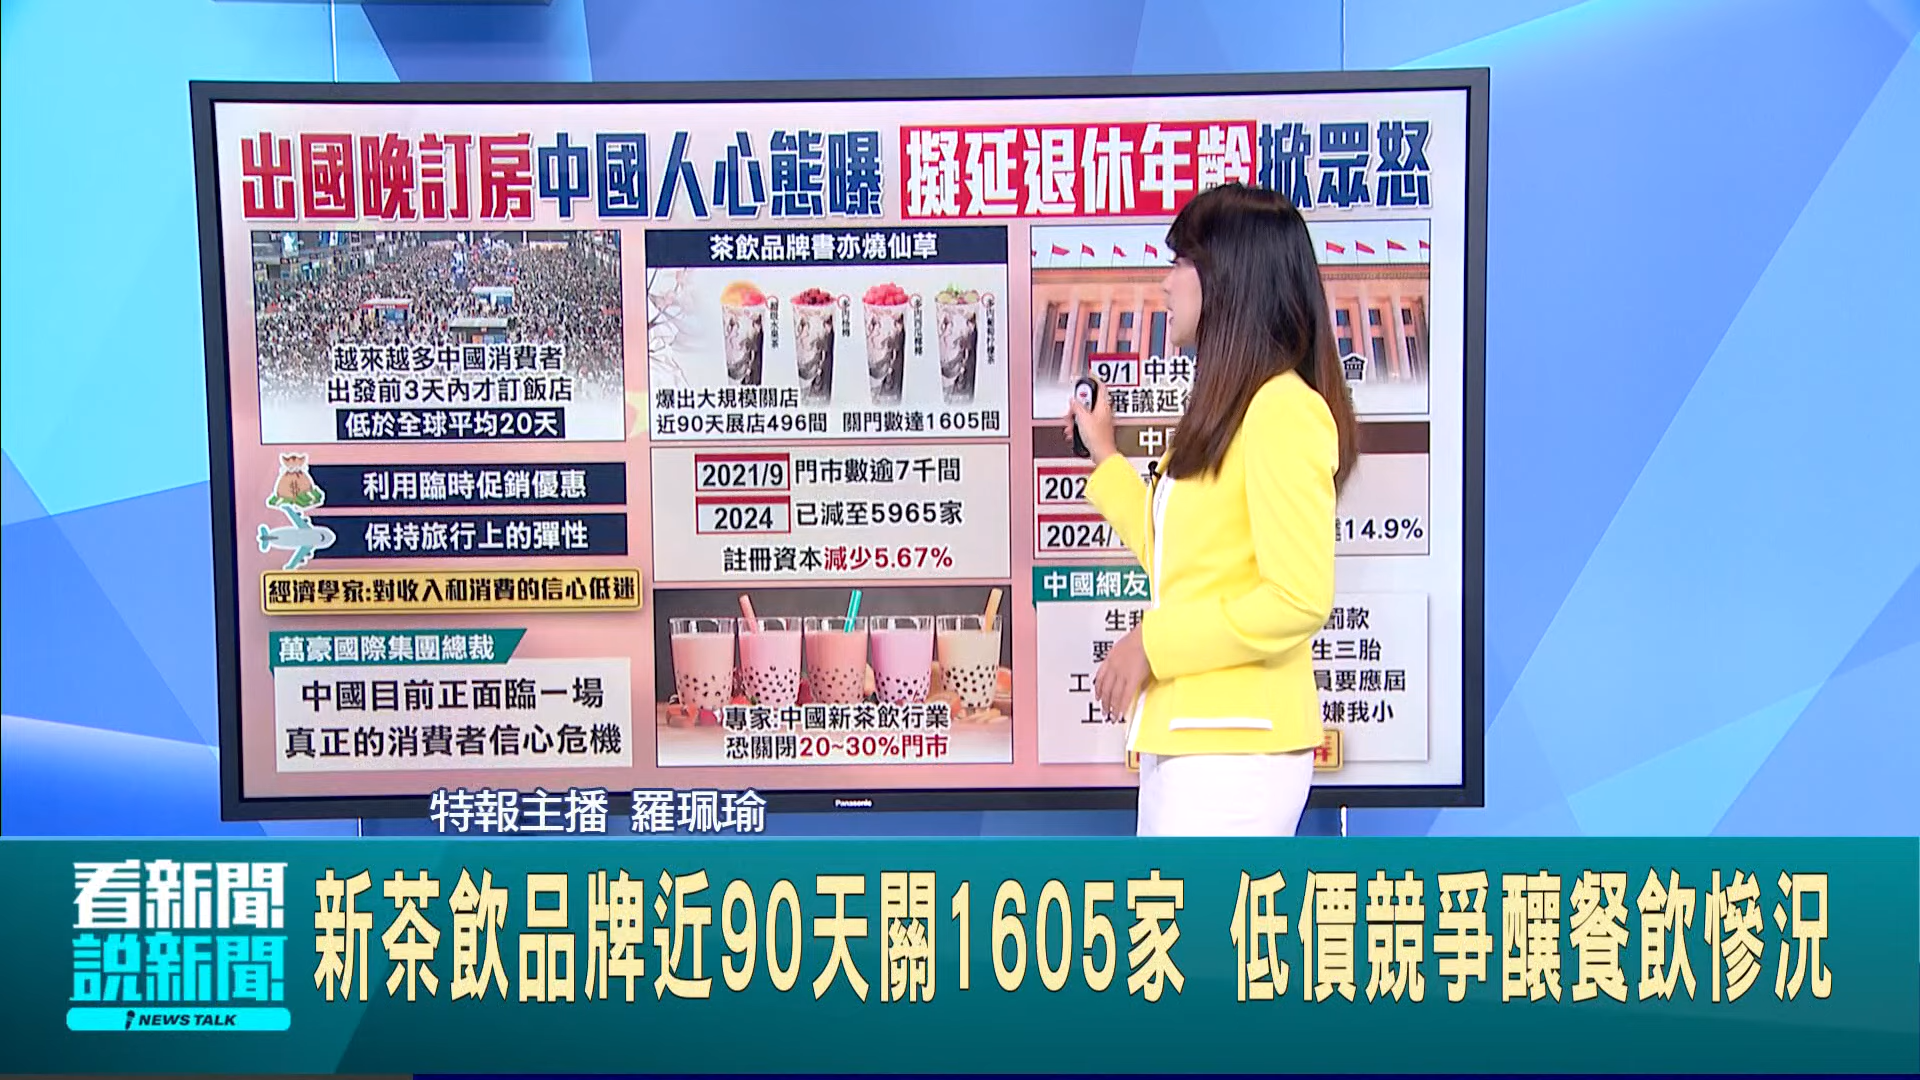 出國晚訂房中國人心態曝 擬延退休年齡掀眾怒
越來越多中國消費者
出發前3天內才訂飯店
低於全球平均20天
利用臨時促銷優惠
保持旅行上的彈性
經濟學家:對收入和消費的信心低迷
萬豪國際集團總裁
中國目前正面臨一場
真正的消費者信心危機
茶飲品牌書亦燒仙草
爆出大規模關店
近90天展店496間 關門數達1605間
2021/9 門市數逾7千間
2024 已減至5965家
註冊資本減少5.67%
專家:中國新茶飲行業
恐關閉20~30%門市
9/1 中共 會
審議延
中
202
2024/ 14.9%
中國網友
生 罰款
要 生三胎
工 員要應屆
上 嫌我小
Panasonic
特報主播 羅珮瑜
看新聞
說新聞
NEWS TALK
新茶飲品牌近90天關1605家 低價競爭釀餐飲慘況